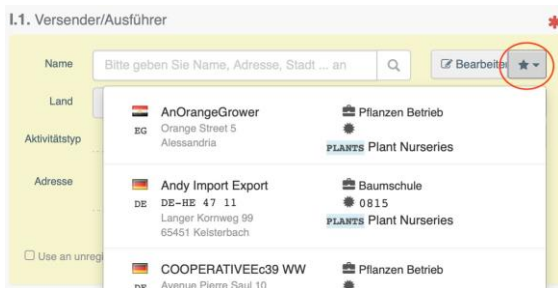 I.1. Versender/Ausführer *
Name Bitte geben Sie Name, Adresse, Stadt ... an Bearbeiten
Land
Aktivitätstyp
Adresse
Use an unregi
AnOrangeGrower Pflanzen Betrieb
EG Orange Street 5
Alessandria PLANTS Plant Nurseries
Andy Import Export Baumschule
DE DE-HE 47 11 0815
Langer Kornweg 99 PLANTS Plant Nurseries
65451 Kelsterbach
COOPERATIVEEc39 WW Pflanzen Betrieb
DE Avenue Pierre Saul 10